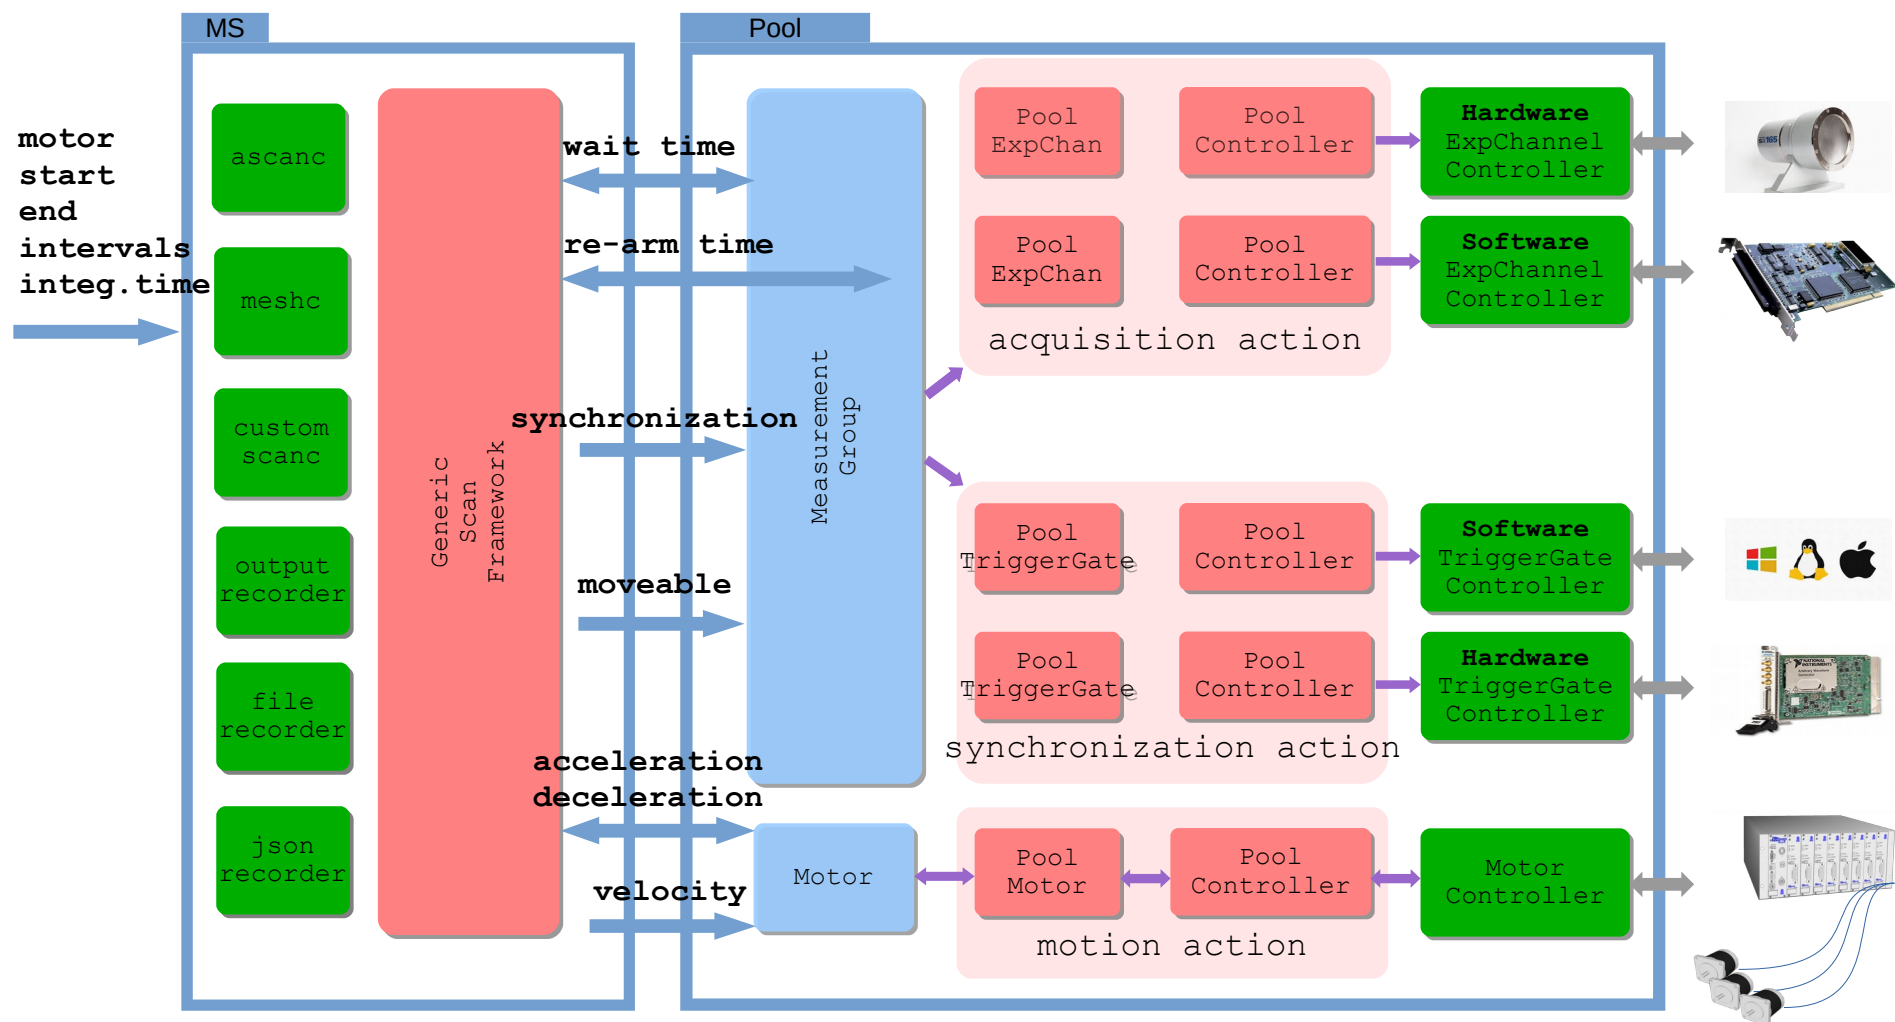 MS
Pool
motor
start
end
intervals
integ.time
ascanc
meshc
custom
scanc
output
recorder
file
recorder
json
recorder
Generic
Scan
Framework
wait time
re-arm time
synchronization
moveable
acceleration
deceleration
velocity
Measurement
Group
Motor
Pool
ExpChan
Pool
Controller
Hardware
ExpChannel
Controller
Pool
ExpChan
Pool
Controller
Software
ExpChannel
Controller
acquisition action
Pool
TriggerGate
Pool
Controller
Software
TriggerGate
Controller
Pool
TriggerGate
Pool
Controller
Hardware
TriggerGate
Controller
synchronization action
Pool
Motor
Pool
Controller
Motor
Controller
motion action
165
NATIONAL
INSTRUMENTS